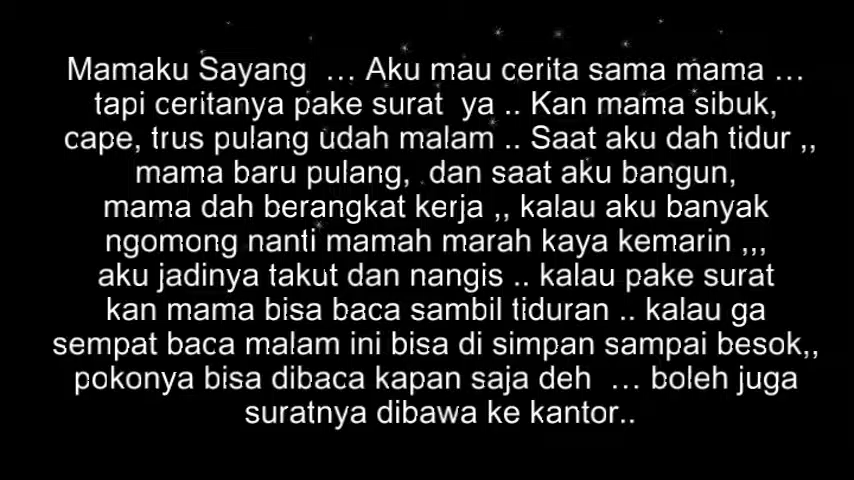 Mamaku Sayang  ... Aku mau cerita sama mama ...
tapi ceritanya pake surat  ya .. Kan mama sibuk,
cape, trus pulang udah malam .. Saat aku dah tidur ,,
mama baru pulang,  dan saat aku bangun,
mama dah berangkat kerja ,, kalau aku banyak
ngomong nanti mamah marah kaya kemarin ,,,
aku jadinya takut dan nangis .. kalau pake surat
kan mama bisa baca sambil tiduran .. kalau ga
sempat baca malam ini bisa di simpan sampai besok,,
pokonya bisa dibaca kapan saja deh  ... boleh juga
suratnya dibawa ke kantor..